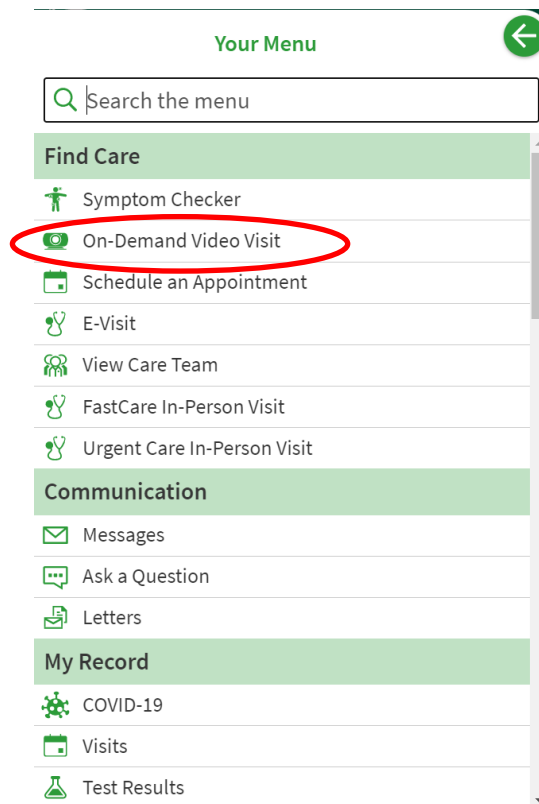 Your Menu
Search the menu
Find Care
Symptom Checker
On-Demand Video Visit
Schedule an Appointment
E-Visit
View Care Team
FastCare In-Person Visit
Urgent Care In-Person Visit
Communication
Messages
Ask a Question
Letters
My Record
COVID-19
Visits
Test Results